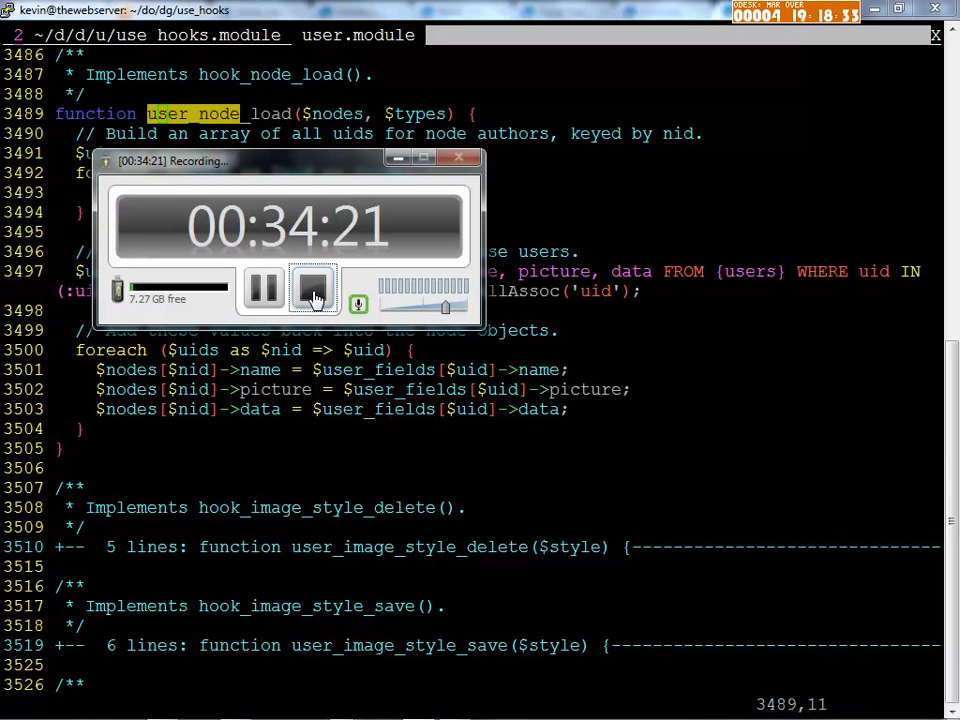 kevin@thewebserver: ~/do/dg/use_hooks
ODESK: MAR OVER
00004 19:18:33
2 ~/d/d/u/use_hooks.module  user.module X
3486 /**
3487  * Implements hook_node_load().
3488  */
3489 function user_node_load($nodes, $types) {
3490   // Build an array of all uids for node authors, keyed by nid.
3491   $u
3492   fo
3493
3494   }
3495
3496   // se users.
3497   $u e, picture, data FROM {users} WHERE uid IN
(:ui llAssoc('uid');
3498
3499   // Add these values back into the node objects.
3500   foreach ($uids as $nid => $uid) {
3501     $nodes[$nid]->name = $user_fields[$uid]->name;
3502     $nodes[$nid]->picture = $user_fields[$uid]->picture;
3503     $nodes[$nid]->data = $user_fields[$uid]->data;
3504   }
3505 }
3506
3507 /**
3508  * Implements hook_image_style_delete().
3509  */
3510 +--  5 lines: function user_image_style_delete($style) {------------------------------
3515
3516 /**
3517  * Implements hook_image_style_save().
3518  */
3519 +--  6 lines: function user_image_style_save($style) {--------------------------------
3525
3526 /**
3489,11
[00:34:21] Recording...
00:34:21
7.27 GB free